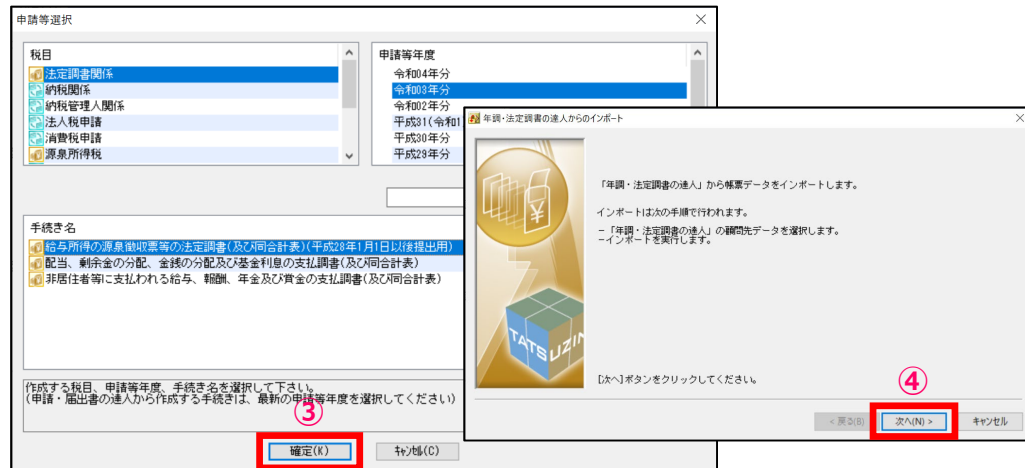 申請等選択
税目
法定調書関係
納税関係
納税管理人関係
法人税申請
消費税申請
源泉所得税
申請等年度
令和04年分
令和03年分
令和02年分
平成31(令和1
平成30年分
平成29年分
手続き名
給与所得の源泉徴収票等の法定調書(及び同合計表)(平成28年1月1日以後提出用)
配当、剰余金の分配、金銭の分配及び基金利息の支払調書(及び同合計表)
非居住者等に支払われる給与、報酬、年金及び賞金の支払調書(及び同合計表)
作成する税目、申請等年度、手続き名を選択して下さい。
(申請・届出書の達人から作成する手続きは、最新の申請等年度を選択してください)
③
確定(K)
キャンセル(C)
年調・法定調書の達人からのインポート
「年調・法定調書の達人」から帳票データをインポートします。
インポートは次の手順で行われます。
-「年調・法定調書の達人」の顧問先データを選択します。
-インポートを実行します。
TATSUZIN
[次へ]ボタンをクリックしてください。
④
< 戻る(B)
次へ(N) >
キャンセル